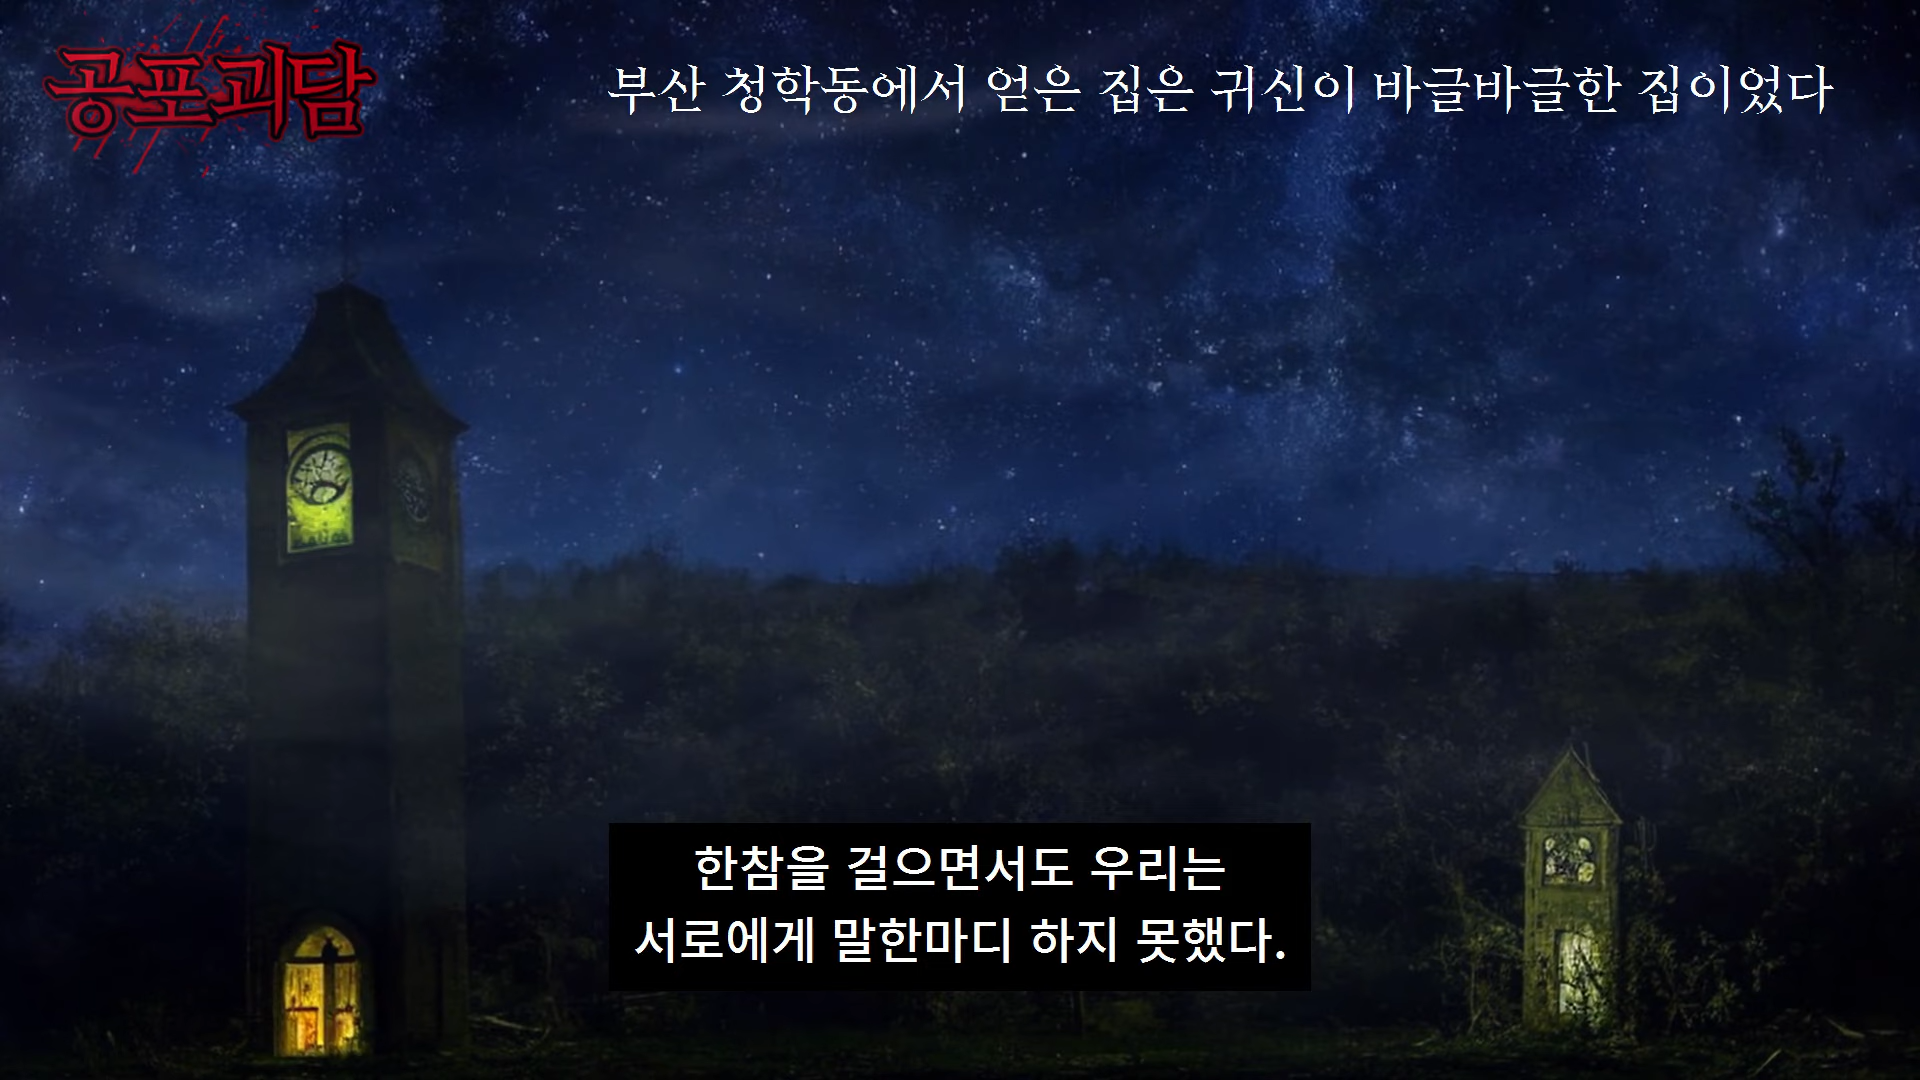 공포괴담
부산 청학동에서 얻은 집은 귀신이 바글바글한 집이었다
한참을 걸으면서도 우리는
서로에게 말한마디 하지 못했다.